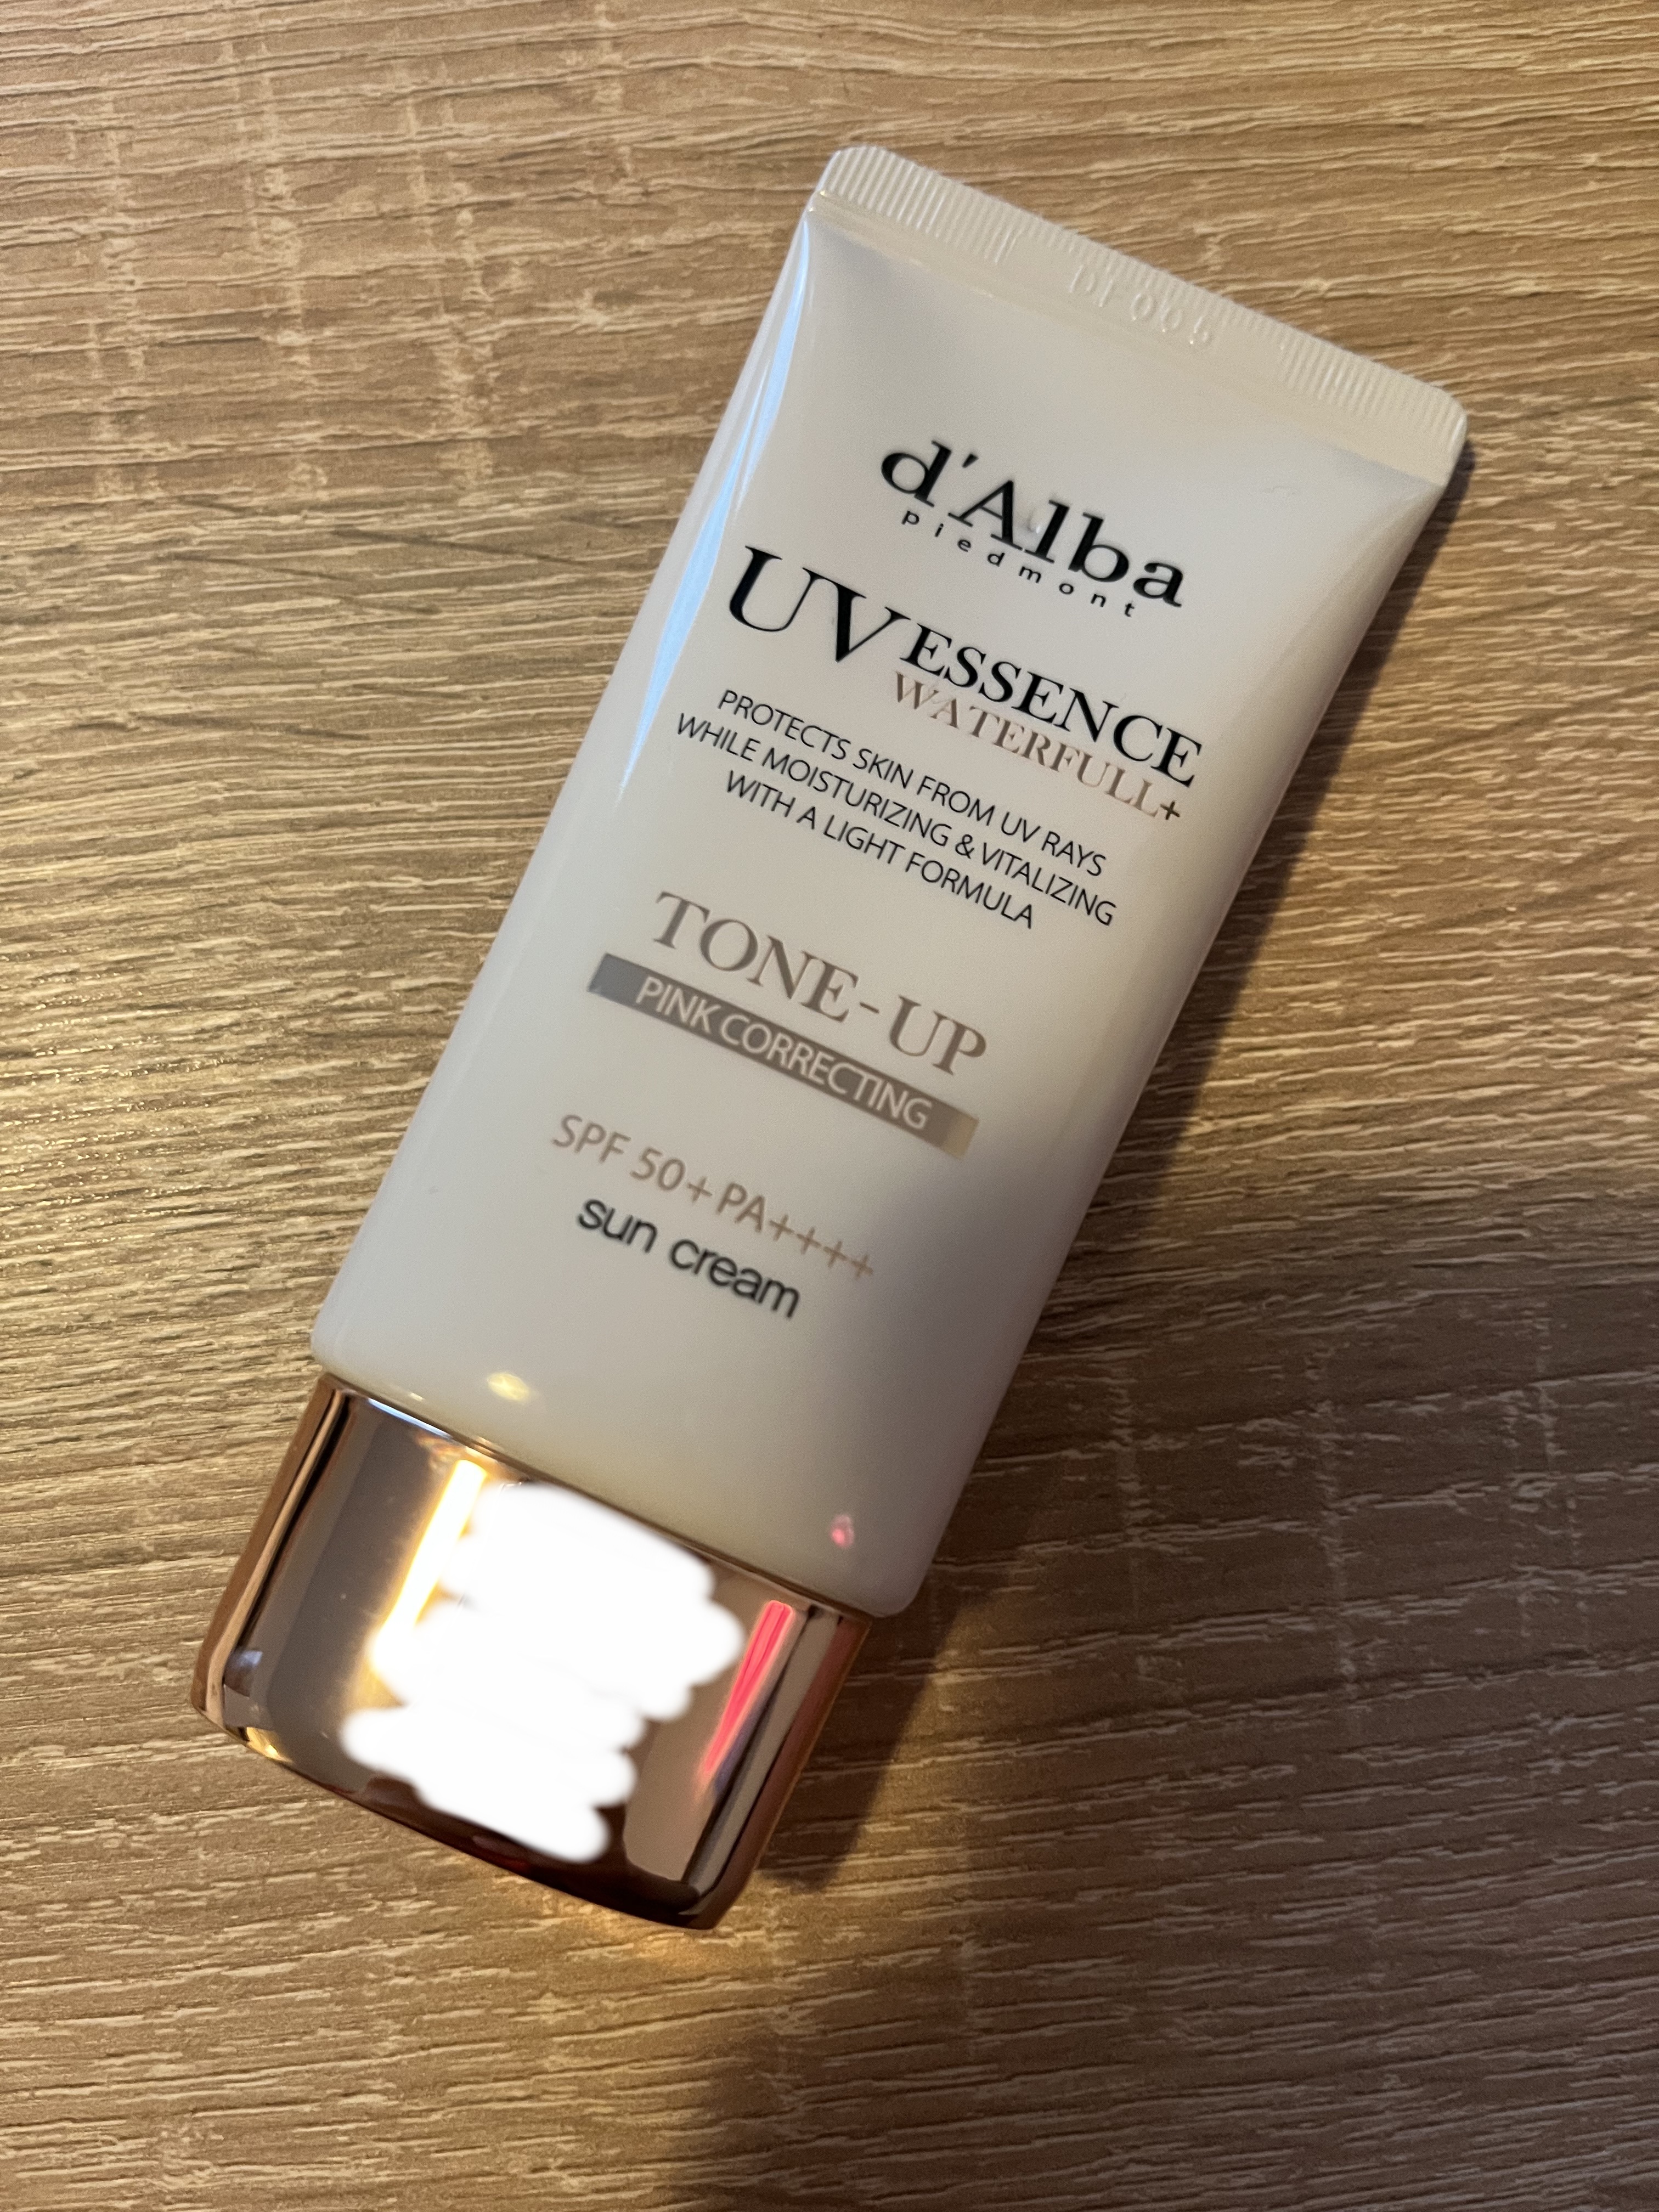 d'Alba
piedmont
UV ESSENCE
WATERFULL+
PROTECTS SKIN FROM UV RAYS
WHILE MOISTURIZING & VITALIZING
WITH A LIGHT FORMULA
TONE-UP
PINK CORRECTING
SPF 50+ PA++++
sun cream